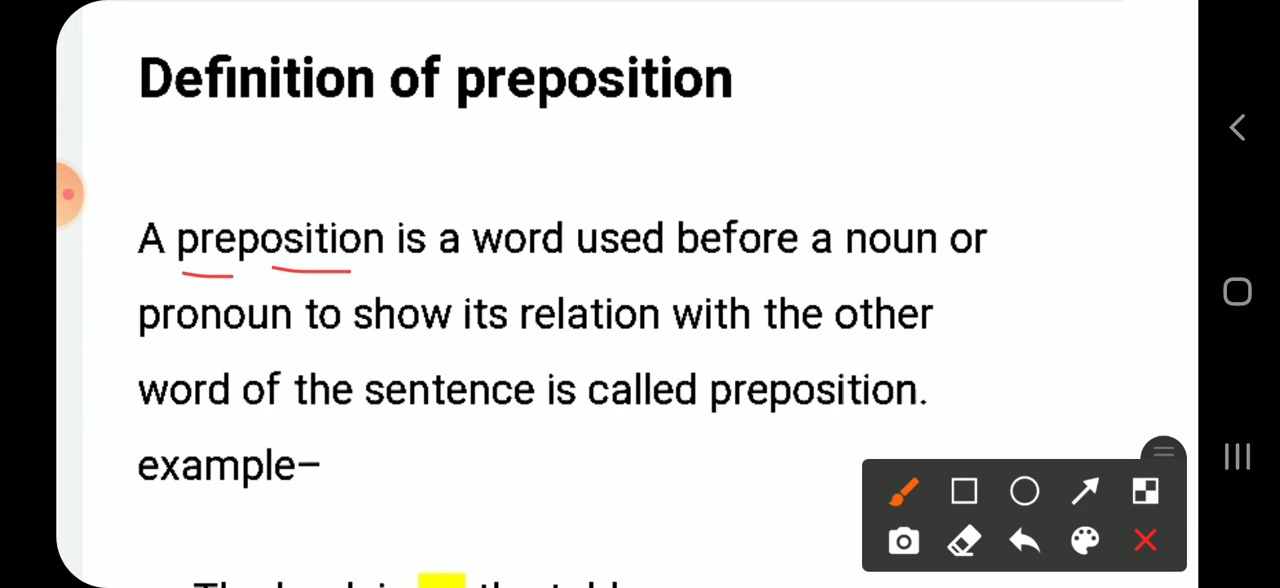 Definition of preposition
A preposition is a word used before a noun or
pronoun to show its relation with the other
word of the sentence is called preposition.
example–